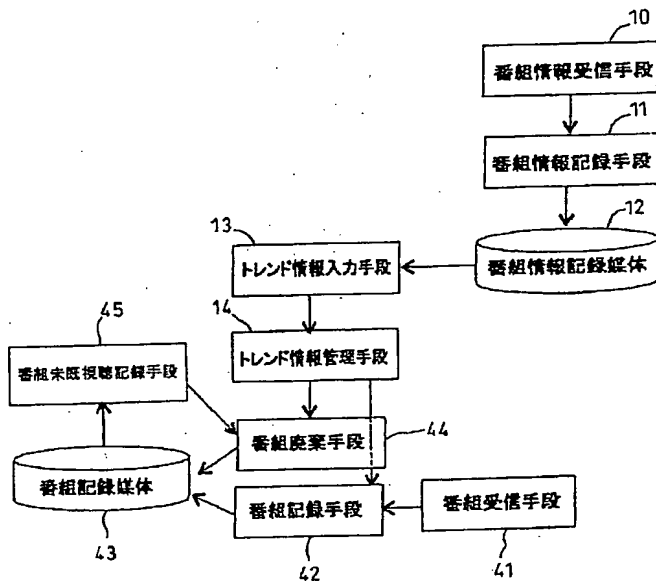 10
番組情報受信手段
11
番組情報記録手段
12
番組情報記録媒体
13
トレンド情報入力手段
14
トレンド情報管理手段
45
番組未既視聴記録手段
44
番組廃棄手段
番組記録媒体
43
番組記録手段
42
番組受信手段
41